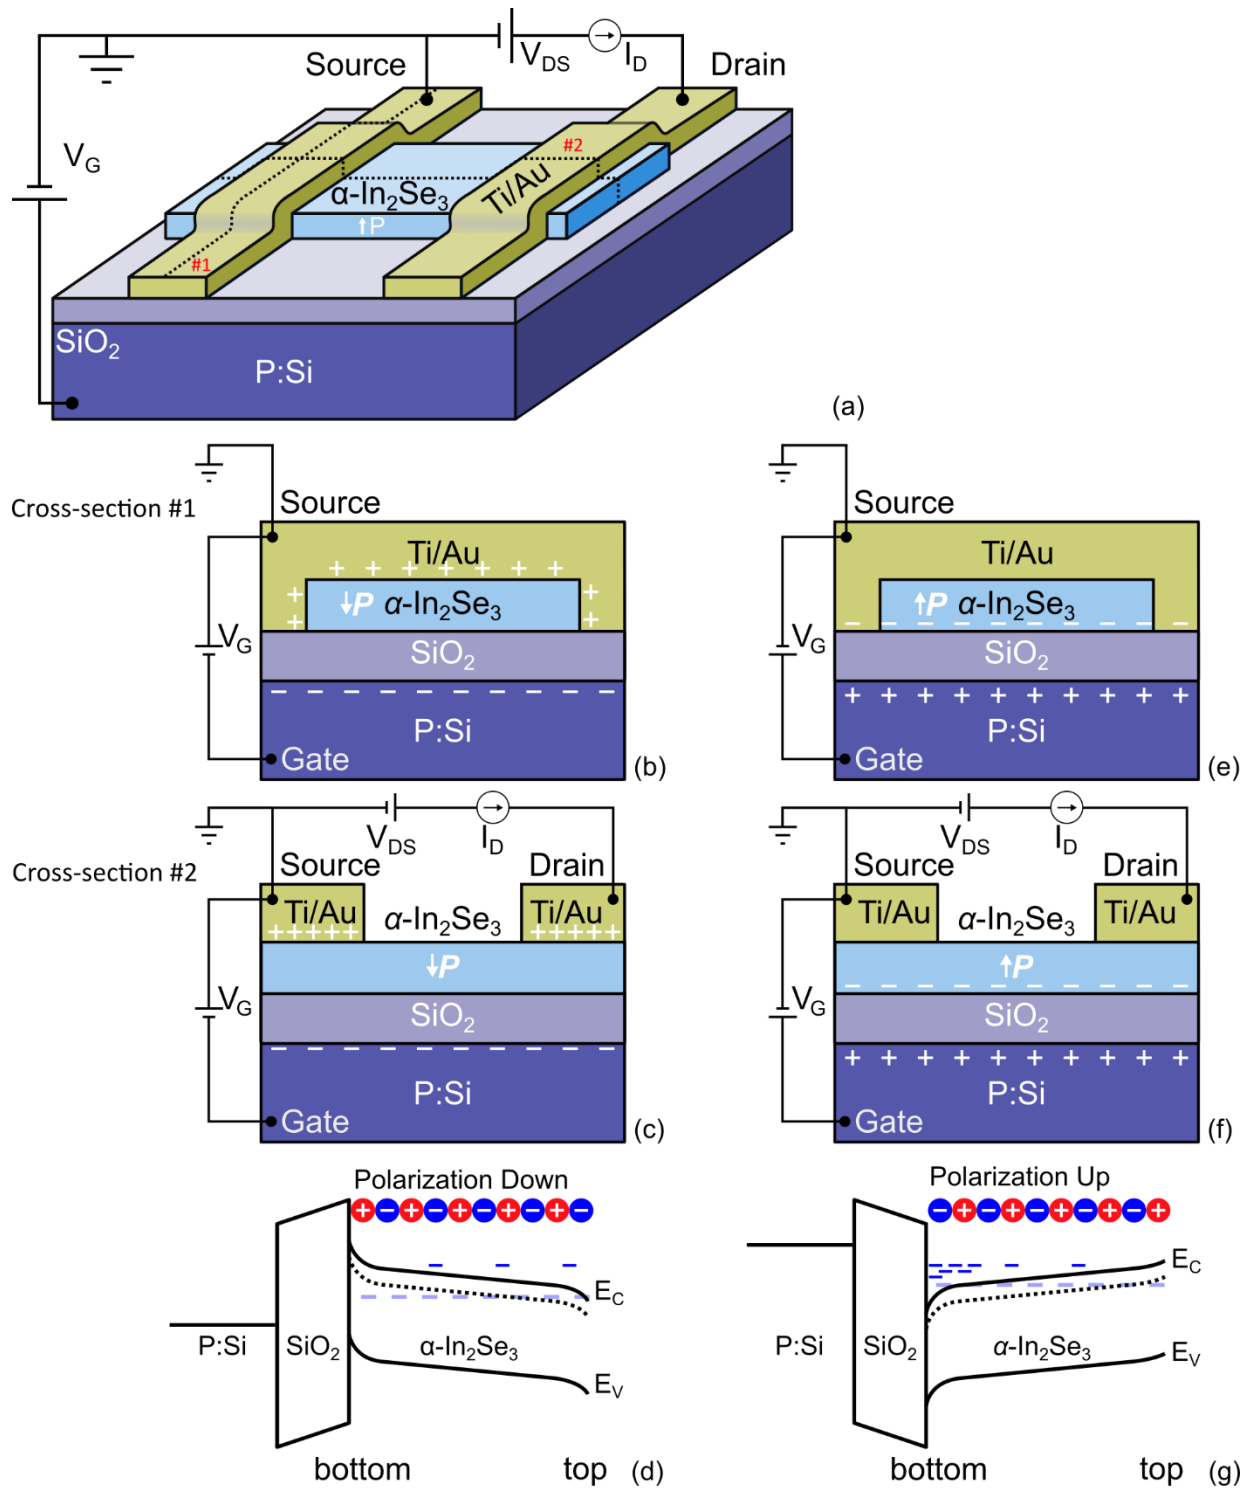 V_DS I_D
Source Drain
V_G
#2
Ti/Au
α-In₂Se₃
↑P
#1
SiO₂
P:Si
(a)
Cross-section #1
Source
Ti/Au
+ + + + + + +
+ +
+ +
↓P α-In₂Se₃
V_G
SiO₂
− − − − − − − − − −
P:Si
Gate
(b)
Source
Ti/Au
↑P α-In₂Se₃
− − − − − − − − − −
V_G
SiO₂
+ + + + + + + + + +
P:Si
Gate
(e)
Cross-section #2
V_DS I_D
Source Drain
Ti/Au α-In₂Se₃ Ti/Au
+++++ +++++
↓P
V_G
SiO₂
− − − − − − − − − −
P:Si
Gate
(c)
V_DS I_D
Source Drain
Ti/Au α-In₂Se₃ Ti/Au
↑P
− − − − − − − − − −
V_G
SiO₂
+ + + + + + + + + +
P:Si
Gate
(f)
Polarization Down
+ − + − + − + − + −
E_C
P:Si SiO₂ α-In₂Se₃
E_V
bottom top
(d)
Polarization Up
− + − + − + − + − +
E_C
P:Si SiO₂ α-In₂Se₃
E_V
bottom top
(g)